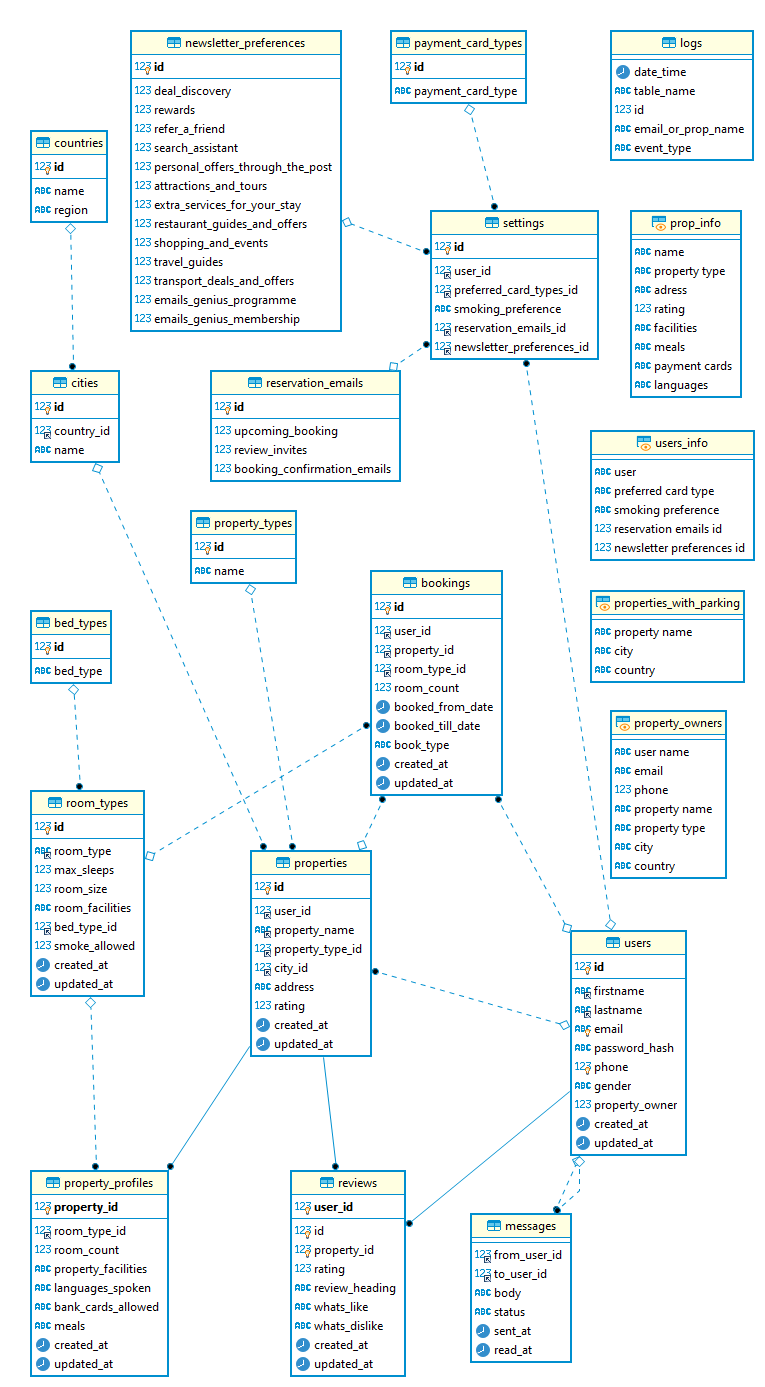 newsletter_preferences
123 id
123 deal_discovery
123 rewards
123 refer_a_friend
123 search_assistant
123 personal_offers_through_the_post
123 attractions_and_tours
123 extra_services_for_your_stay
123 restaurant_guides_and_offers
123 shopping_and_events
123 travel_guides
123 transport_deals_and_offers
123 emails_genius_programme
123 emails_genius_membership
payment_card_types
123 id
ABC payment_card_type
logs
date_time
ABC table_name
123 id
ABC email_or_prop_name
ABC event_type
countries
123 id
ABC name
ABC region
settings
123 id
123 user_id
123 preferred_card_types_id
ABC smoking_preference
123 reservation_emails_id
123 newsletter_preferences_id
prop_info
ABC name
ABC property type
ABC adress
123 rating
ABC facilities
ABC meals
ABC payment cards
ABC languages
cities
123 id
123 country_id
ABC name
reservation_emails
123 id
123 upcoming_booking
123 review_invites
123 booking_confirmation_emails
users_info
ABC user
ABC preferred card type
ABC smoking preference
123 reservation emails id
123 newsletter preferences id
property_types
123 id
ABC name
bookings
123 id
123 user_id
123 property_id
123 room_type_id
123 room_count
booked_from_date
booked_till_date
ABC book_type
created_at
updated_at
properties_with_parking
ABC property name
ABC city
ABC country
bed_types
123 id
ABC bed_type
property_owners
ABC user name
ABC email
123 phone
ABC property name
ABC property type
ABC city
ABC country
room_types
123 id
ABC room_type
123 max_sleeps
123 room_size
ABC room_facilities
123 bed_type_id
123 smoke_allowed
created_at
updated_at
properties
123 id
123 user_id
ABC property_name
123 property_type_id
123 city_id
ABC address
123 rating
created_at
updated_at
users
123 id
ABC firstname
ABC lastname
ABC email
ABC password_hash
123 phone
ABC gender
123 property_owner
created_at
updated_at
property_profiles
123 property_id
123 room_type_id
123 room_count
ABC property_facilities
ABC languages_spoken
ABC bank_cards_allowed
ABC meals
created_at
updated_at
reviews
123 user_id
123 id
123 property_id
123 rating
ABC review_heading
ABC whats_like
ABC whats_dislike
created_at
updated_at
messages
123 from_user_id
123 to_user_id
ABC body
ABC status
sent_at
read_at